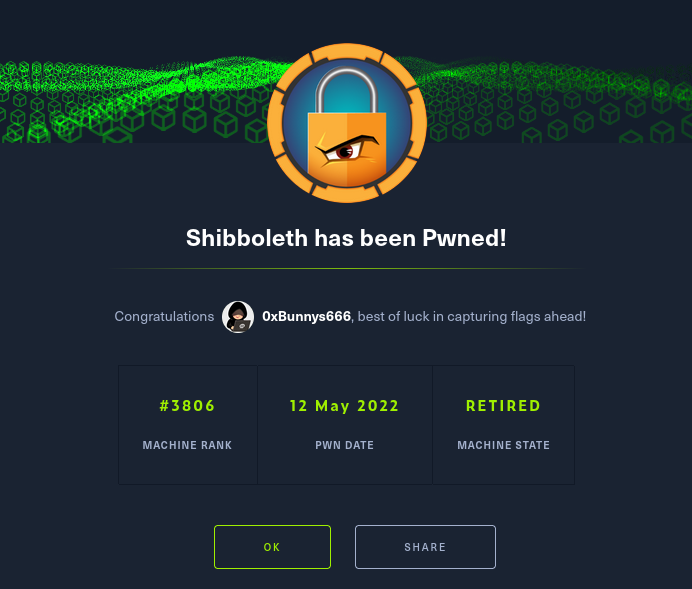 Shibboleth has been Pwned!
Congratulations 0xBunnys666, best of luck in capturing flags ahead!
#3806 12 May 2022 RETIRED
MACHINE RANK PWN DATE MACHINE STATE
OK SHARE